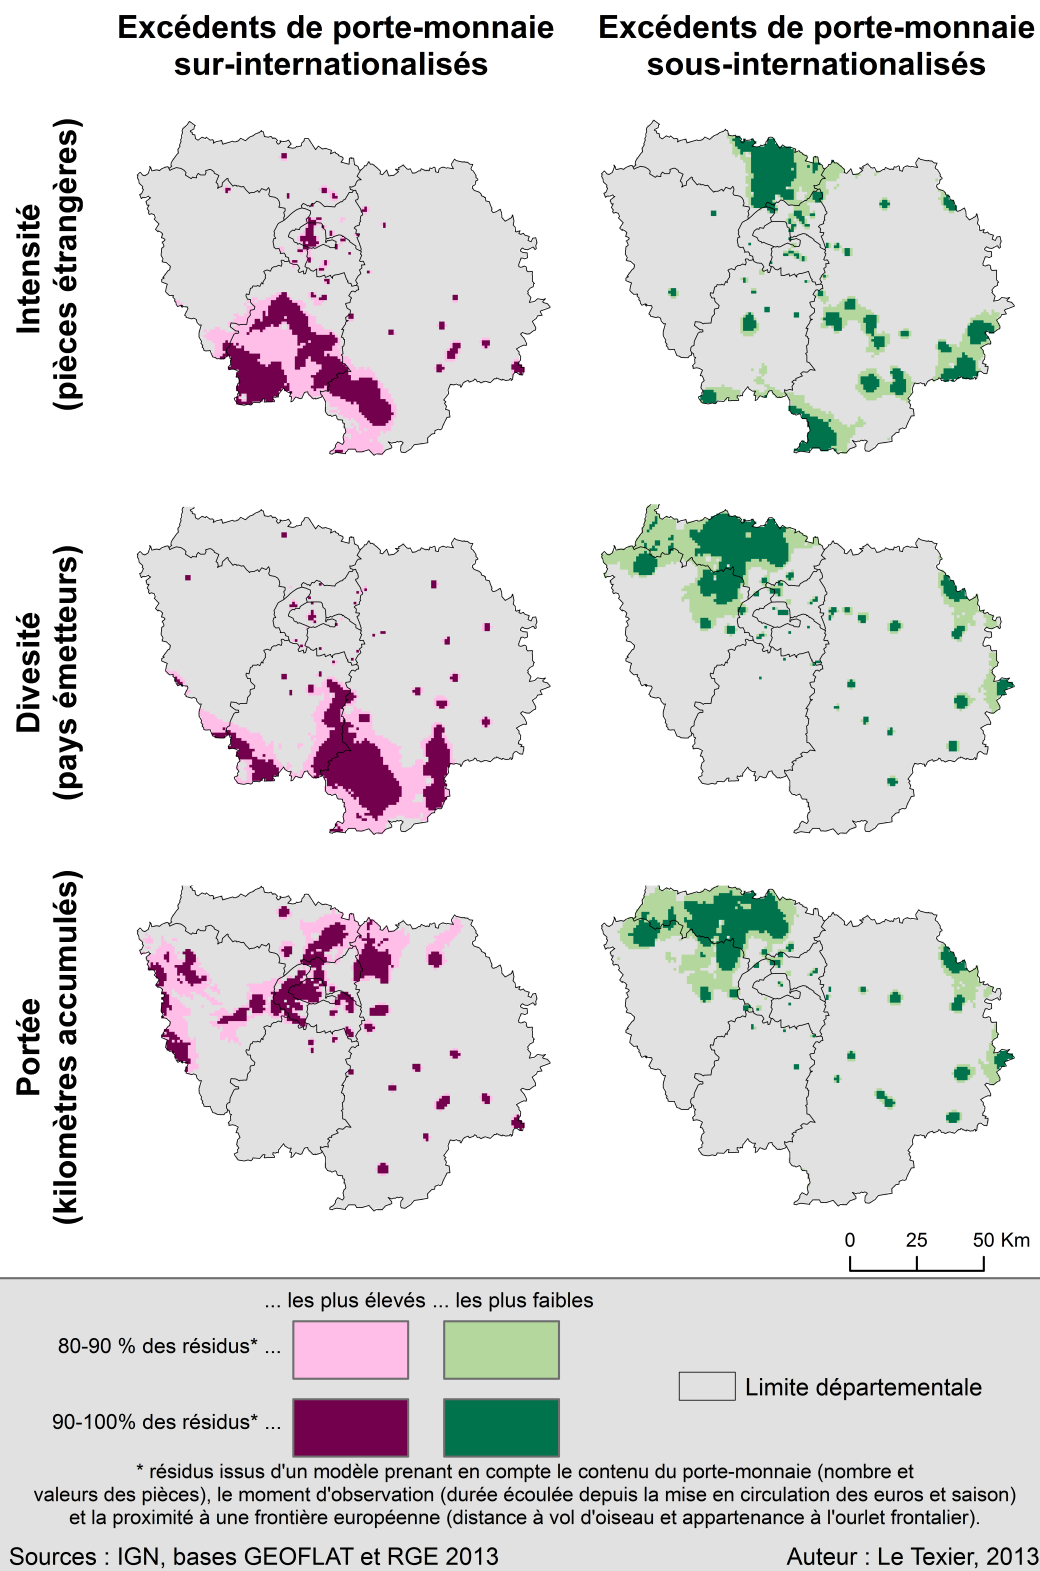 Excédents de porte-monnaie
sur-internationalisés
Excédents de porte-monnaie
sous-internationalisés
Intensité
(pièces étrangères)
Divesité
(pays émetteurs)
Portée
(kilomètres accumulés)
0 25 50 Km
... les plus élevés ... les plus faibles
80-90 % des résidus* ...
90-100% des résidus* ...
Limite départementale
* résidus issus d'un modèle prenant en compte le contenu du porte-monnaie (nombre et
valeurs des pièces), le moment d'observation (durée écoulée depuis la mise en circulation des euros et saison)
et la proximité à une frontière européenne (distance à vol d'oiseau et appartenance à l'ourlet frontalier).
Sources : IGN, bases GEOFLAT et RGE 2013
Auteur : Le Texier, 2013